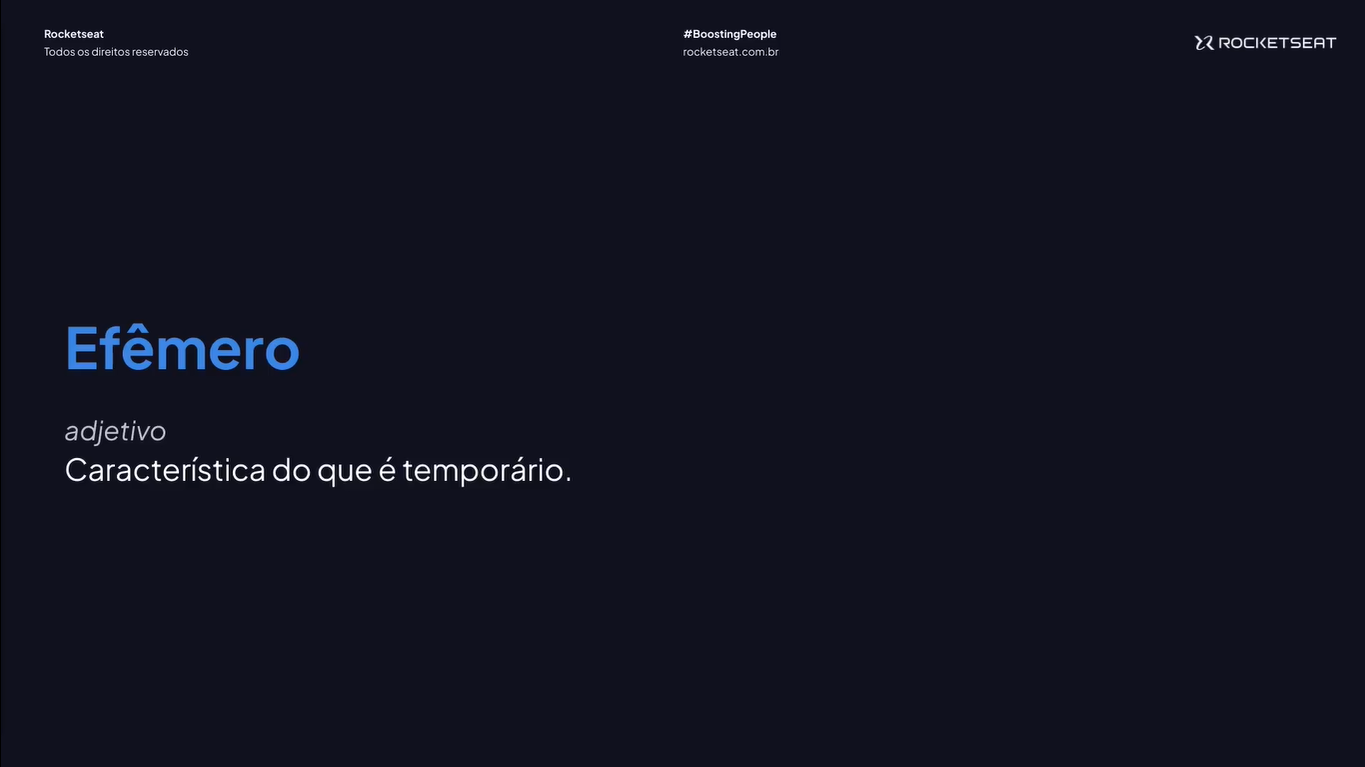 Rocketseat
Todos os direitos reservados
#BoostingPeople
rocketseat.com.br
ROCKETSEAT
Efêmero
adjetivo
Característica do que é temporário.